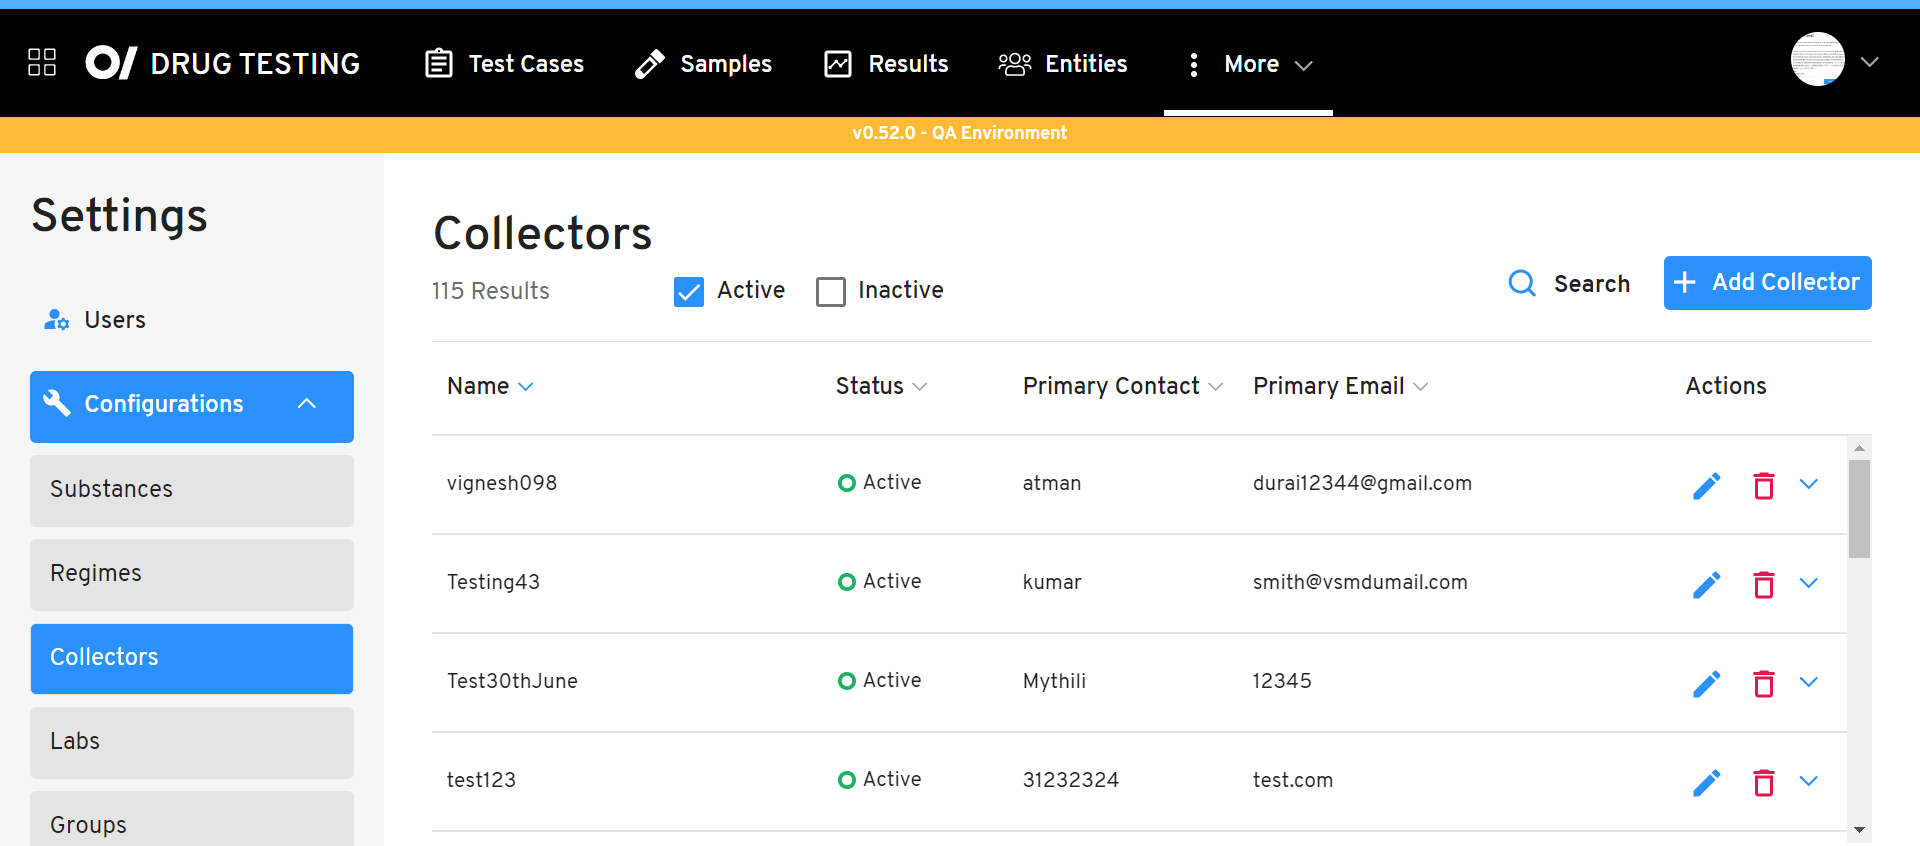 DRUG TESTING
Test Cases
Samples
Results
Entities
More
v0.52.0 - QA Environment
Settings
Users
Configurations
Substances
Regimes
Collectors
Labs
Groups
Collectors
115 Results
Active
Inactive
Search
Add Collector
Name Status Primary Contact Primary Email Actions
vignesh098 Active atman durai12344@gmail.com
Testing43 Active kumar smith@vsmdumail.com
Test30thJune Active Mythili 12345
test123 Active 31232324 test.com